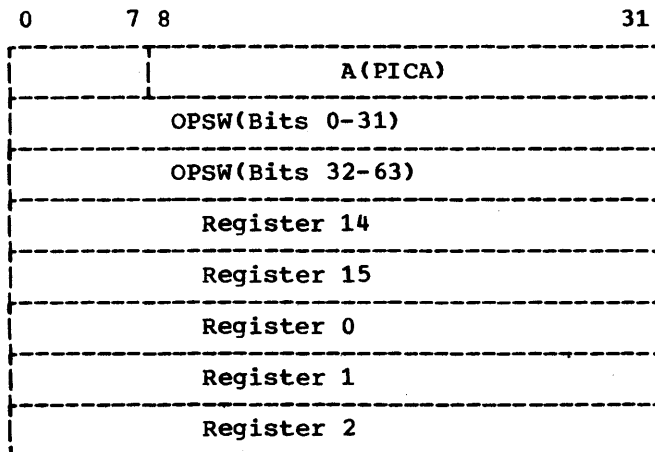 0 7 8 31
A(PICA)
OPSW(Bits 0-31)
OPSW(Bits 32-63)
Register 14
Register 15
Register 0
Register 1
Register 2